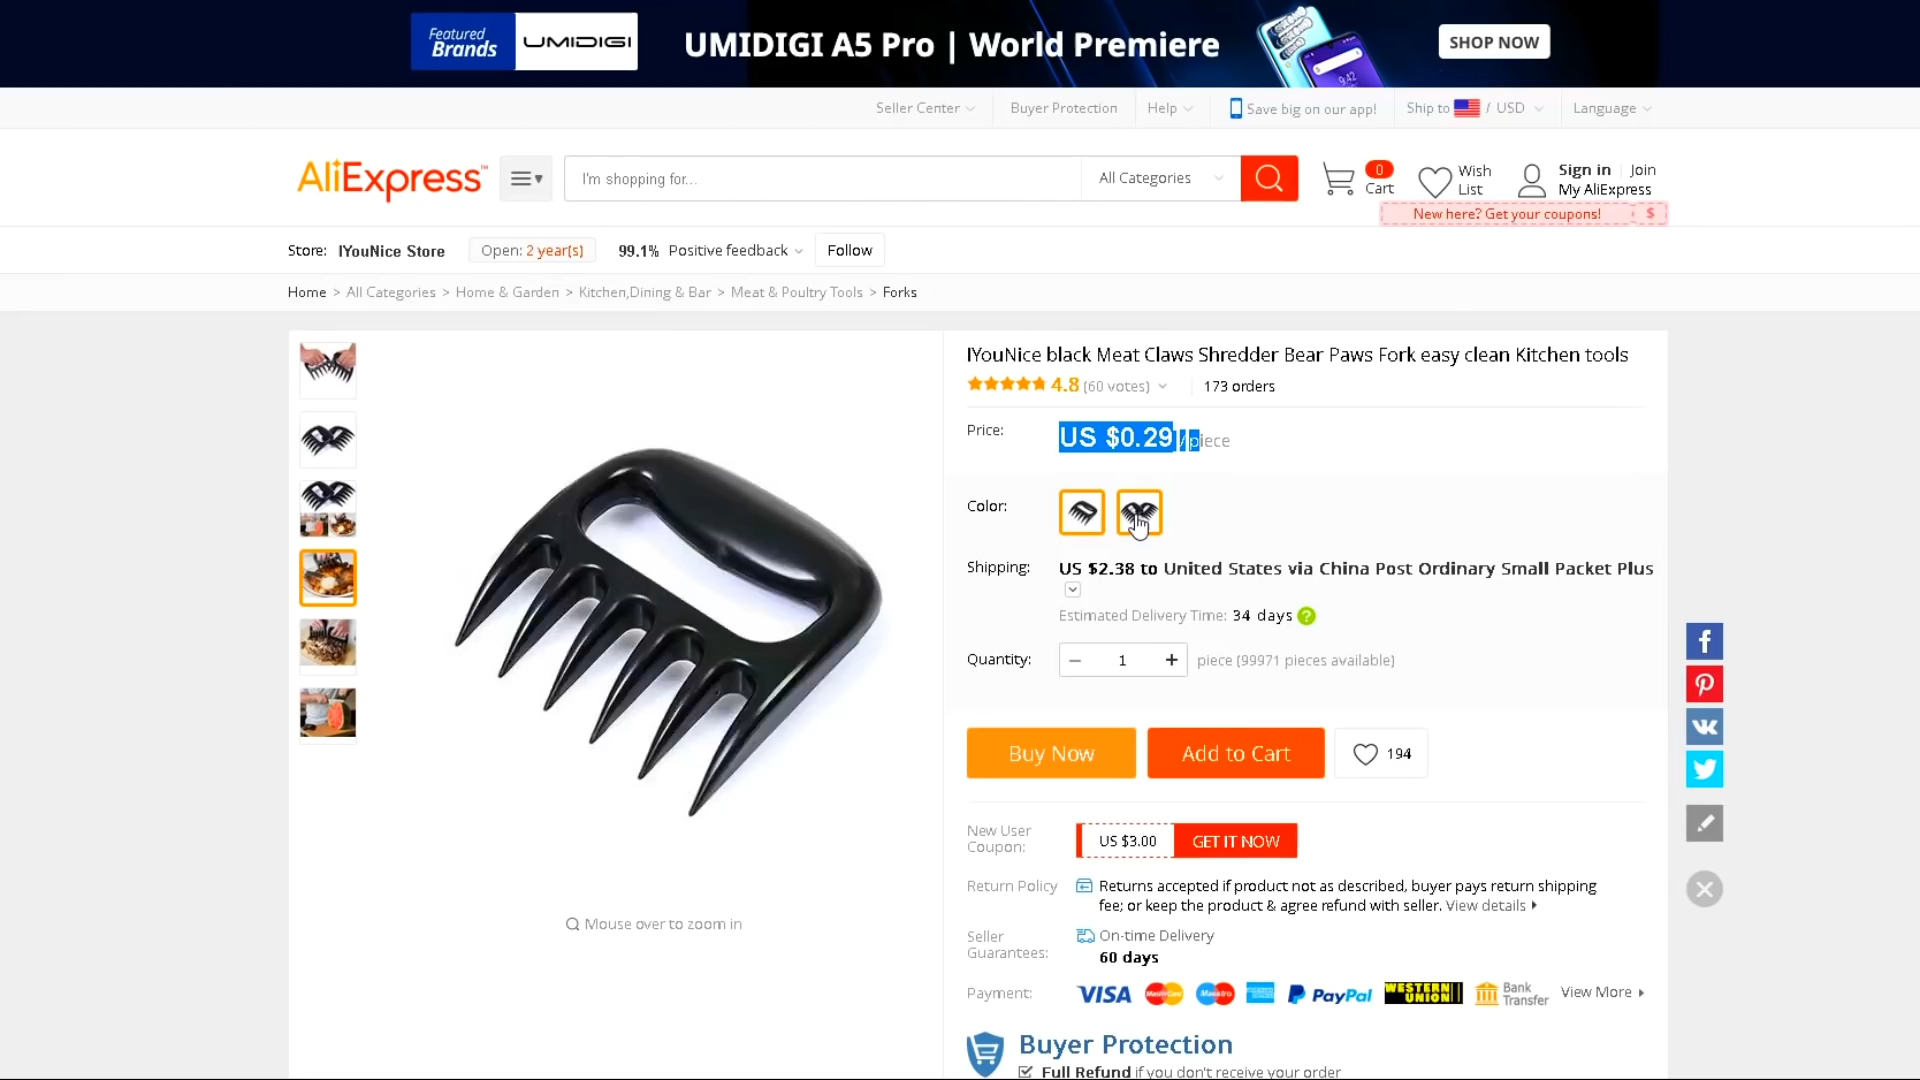 Featured Brands
UMIDIGI
UMIDIGI A5 Pro | World Premiere
9:42
SHOP NOW
Seller Center
Buyer Protection
Help
Save big on our app!
Ship to / USD
Language
AliExpress™
I'm shopping for...
All Categories
0
Cart
Wish List
Sign in Join
My AliExpress
New here? Get your coupons! $
Store: IYouNice Store Open: 2 year(s) 99.1% Positive feedback Follow
Home > All Categories > Home & Garden > Kitchen,Dining & Bar > Meat & Poultry Tools > Forks
IYouNice black Meat Claws Shredder Bear Paws Fork easy clean Kitchen tools
4.8 (60 votes) 173 orders
Price: US $0.29 / piece
Color:
Shipping: US $2.38 to United States via China Post Ordinary Small Packet Plus
Estimated Delivery Time: 34 days ?
Quantity: − 1 + piece (99971 pieces available)
Buy Now
Add to Cart
194
New User Coupon: US $3.00 GET IT NOW
Return Policy Returns accepted if product not as described, buyer pays return shipping
fee; or keep the product & agree refund with seller. View details
Seller Guarantees: On-time Delivery
60 days
Payment: VISA MasterCard Maestro PayPal WESTERN UNION Bank Transfer View More
Mouse over to zoom in
Buyer Protection
Full Refund if you don't receive your order